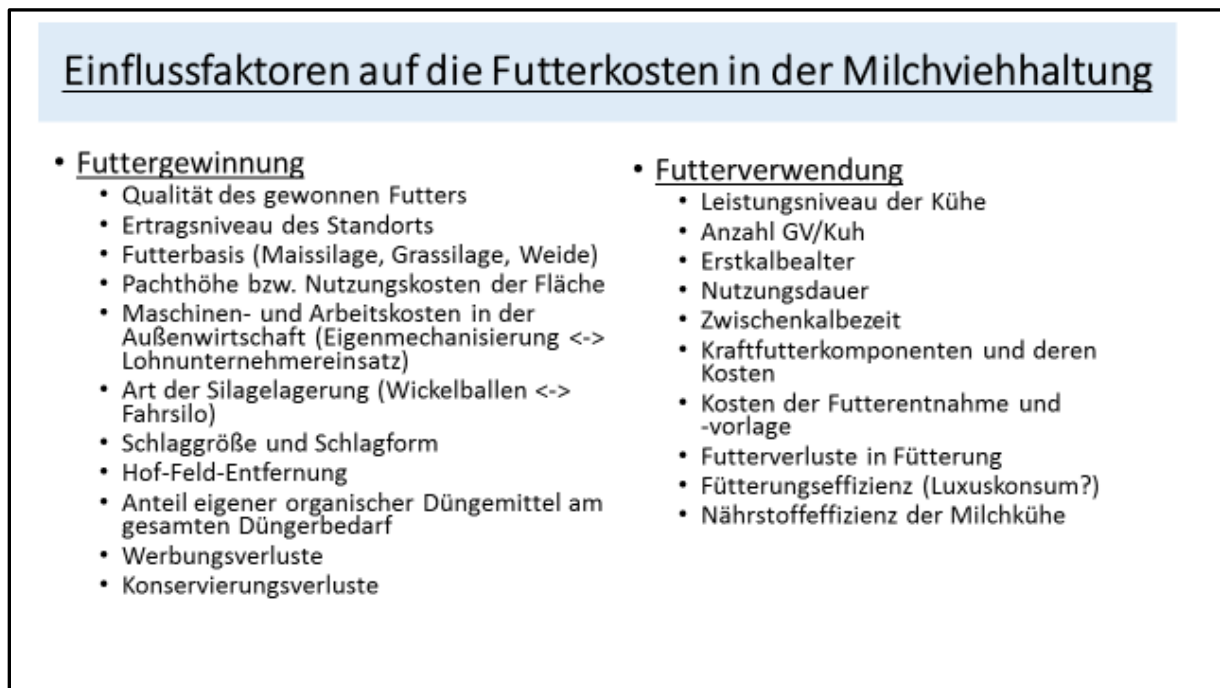 Einflussfaktoren auf die Futterkosten in der Milchviehhaltung
• Futtergewinnung
• Qualität des gewonnen Futters
• Ertragsniveau des Standorts
• Futterbasis (Maissilage, Grassilage, Weide)
• Pachthöhe bzw. Nutzungskosten der Fläche
• Maschinen- und Arbeitskosten in der
Außenwirtschaft (Eigenmechanisierung <->
Lohnunternehmereinsatz)
• Art der Silagelagerung (Wickelballen <->
Fahrsilo)
• Schlaggröße und Schlagform
• Hof-Feld-Entfernung
• Anteil eigener organischer Düngemittel am
gesamten Düngerbedarf
• Werbungsverluste
• Konservierungsverluste
• Futterverwendung
• Leistungsniveau der Kühe
• Anzahl GV/Kuh
• Erstkalbealter
• Nutzungsdauer
• Zwischenkalbezeit
• Kraftfutterkomponenten und deren
Kosten
• Kosten der Futterentnahme und
-vorlage
• Futterverluste in Fütterung
• Fütterungseffizienz (Luxuskonsum?)
• Nährstoffeffizienz der Milchkühe